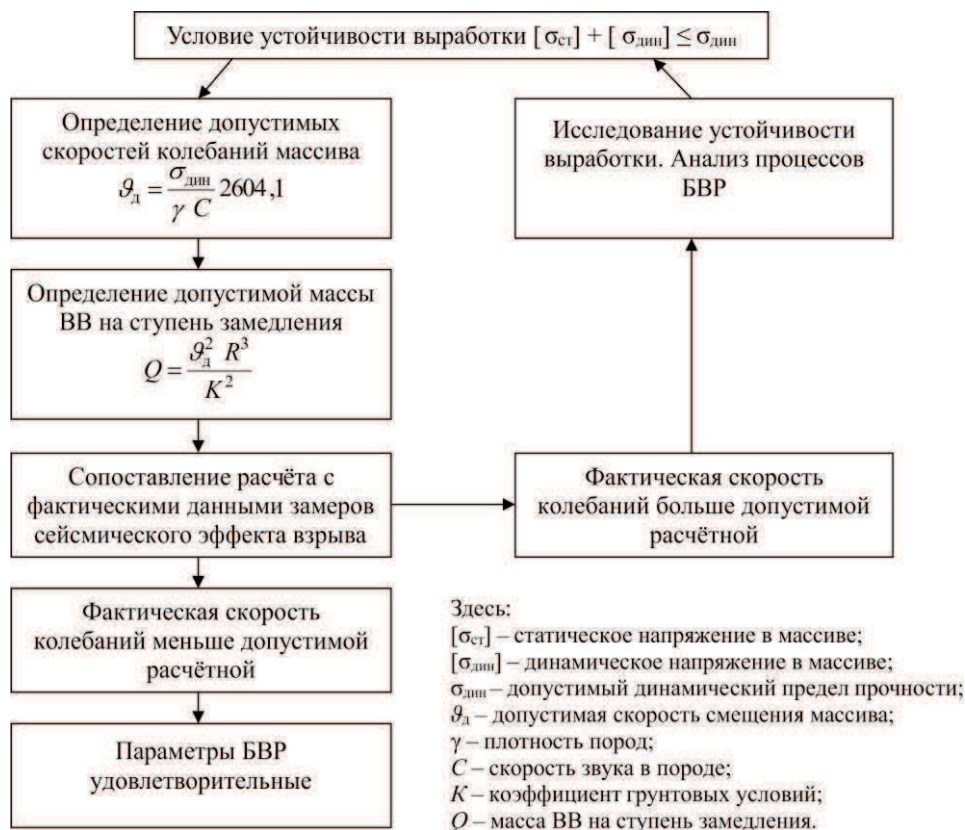 Условие устойчивости выработки [σст] + [ σдин] ≤ σдин
Определение допустимых
скоростей колебаний массива
𝜗д = σдин / γ C 2604,1
Определение допустимой массы
ВВ на ступень замедления
Q = 𝜗д² R³ / K²
Сопоставление расчёта с
фактическими данными замеров
сейсмического эффекта взрыва
Фактическая скорость
колебаний меньше допустимой
расчётной
Параметры БВР
удовлетворительные
Исследование устойчивости
выработки. Анализ процессов
БВР
Фактическая скорость
колебаний больше допустимой
расчётной
Здесь:
[σст] – статическое напряжение в массиве;
[σдин] – динамическое напряжение в массиве;
σдин – допустимый динамический предел прочности;
𝜗д – допустимая скорость смещения массива;
γ – плотность пород;
C – скорость звука в породе;
К – коэффициент грунтовых условий;
Q – масса ВВ на ступень замедления.